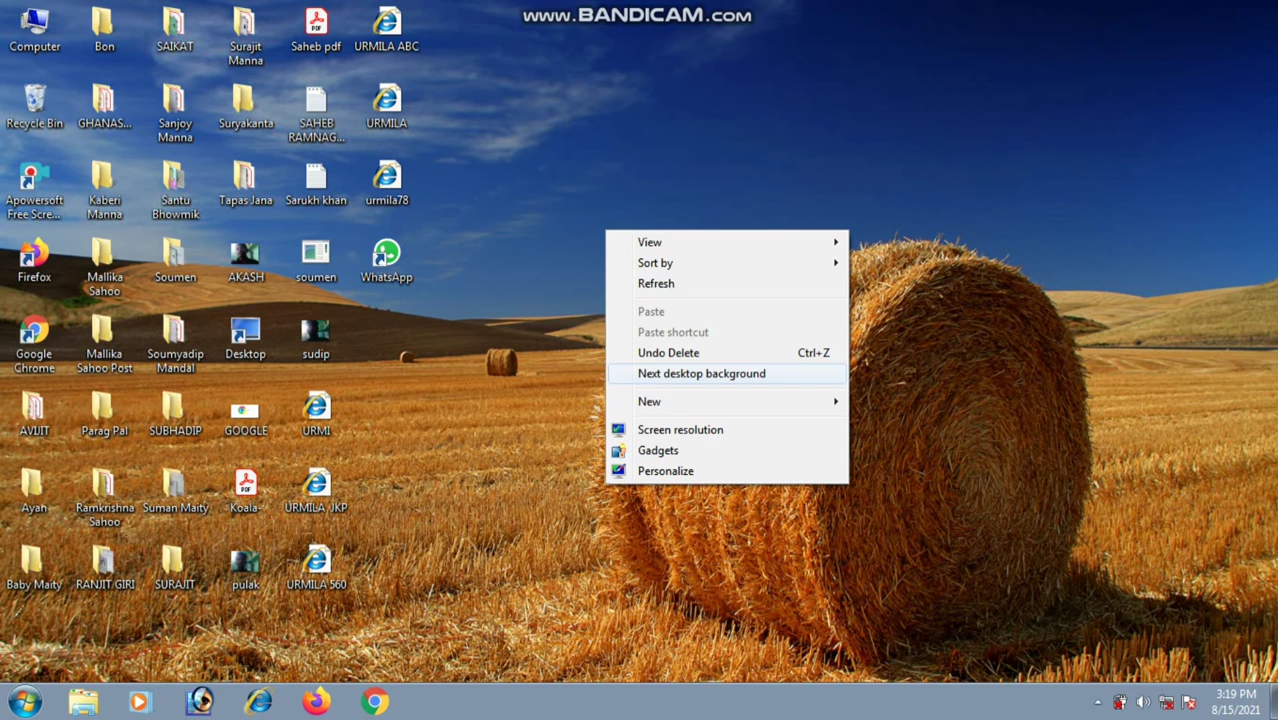 www.BANDICAM.com
Computer
Bon
SAIKAT
Surajit
Manna
Saheb pdf
URMILA ABC
Recycle Bin
GHANAS...
Sanjoy
Manna
Suryakanta
SAHEB
RAMNAG...
URMILA
Apowersoft
Free Scre...
Kaberi
Manna
Santu
Bhowmik
Tapas Jana
Sarukh khan
urmila78
Firefox
Mallika
Sahoo
Soumen
AKASH
soumen
WhatsApp
Google
Chrome
Mallika
Sahoo Post
Soumyadip
Mandal
Desktop
sudip
AVIJIT
Parag Pal
SUBHADIP
GOOGLE
URMI
Ayan
Ramkrishna
Sahoo
Suman Maity
Koala-
URMILA JKP
Baby Maity
RANJIT GIRI
SURAJIT
pulak
URMILA 560
View
Sort by
Refresh
Paste
Paste shortcut
Undo Delete Ctrl+Z
Next desktop background
New
Screen resolution
Gadgets
Personalize
3:19 PM
8/15/2021